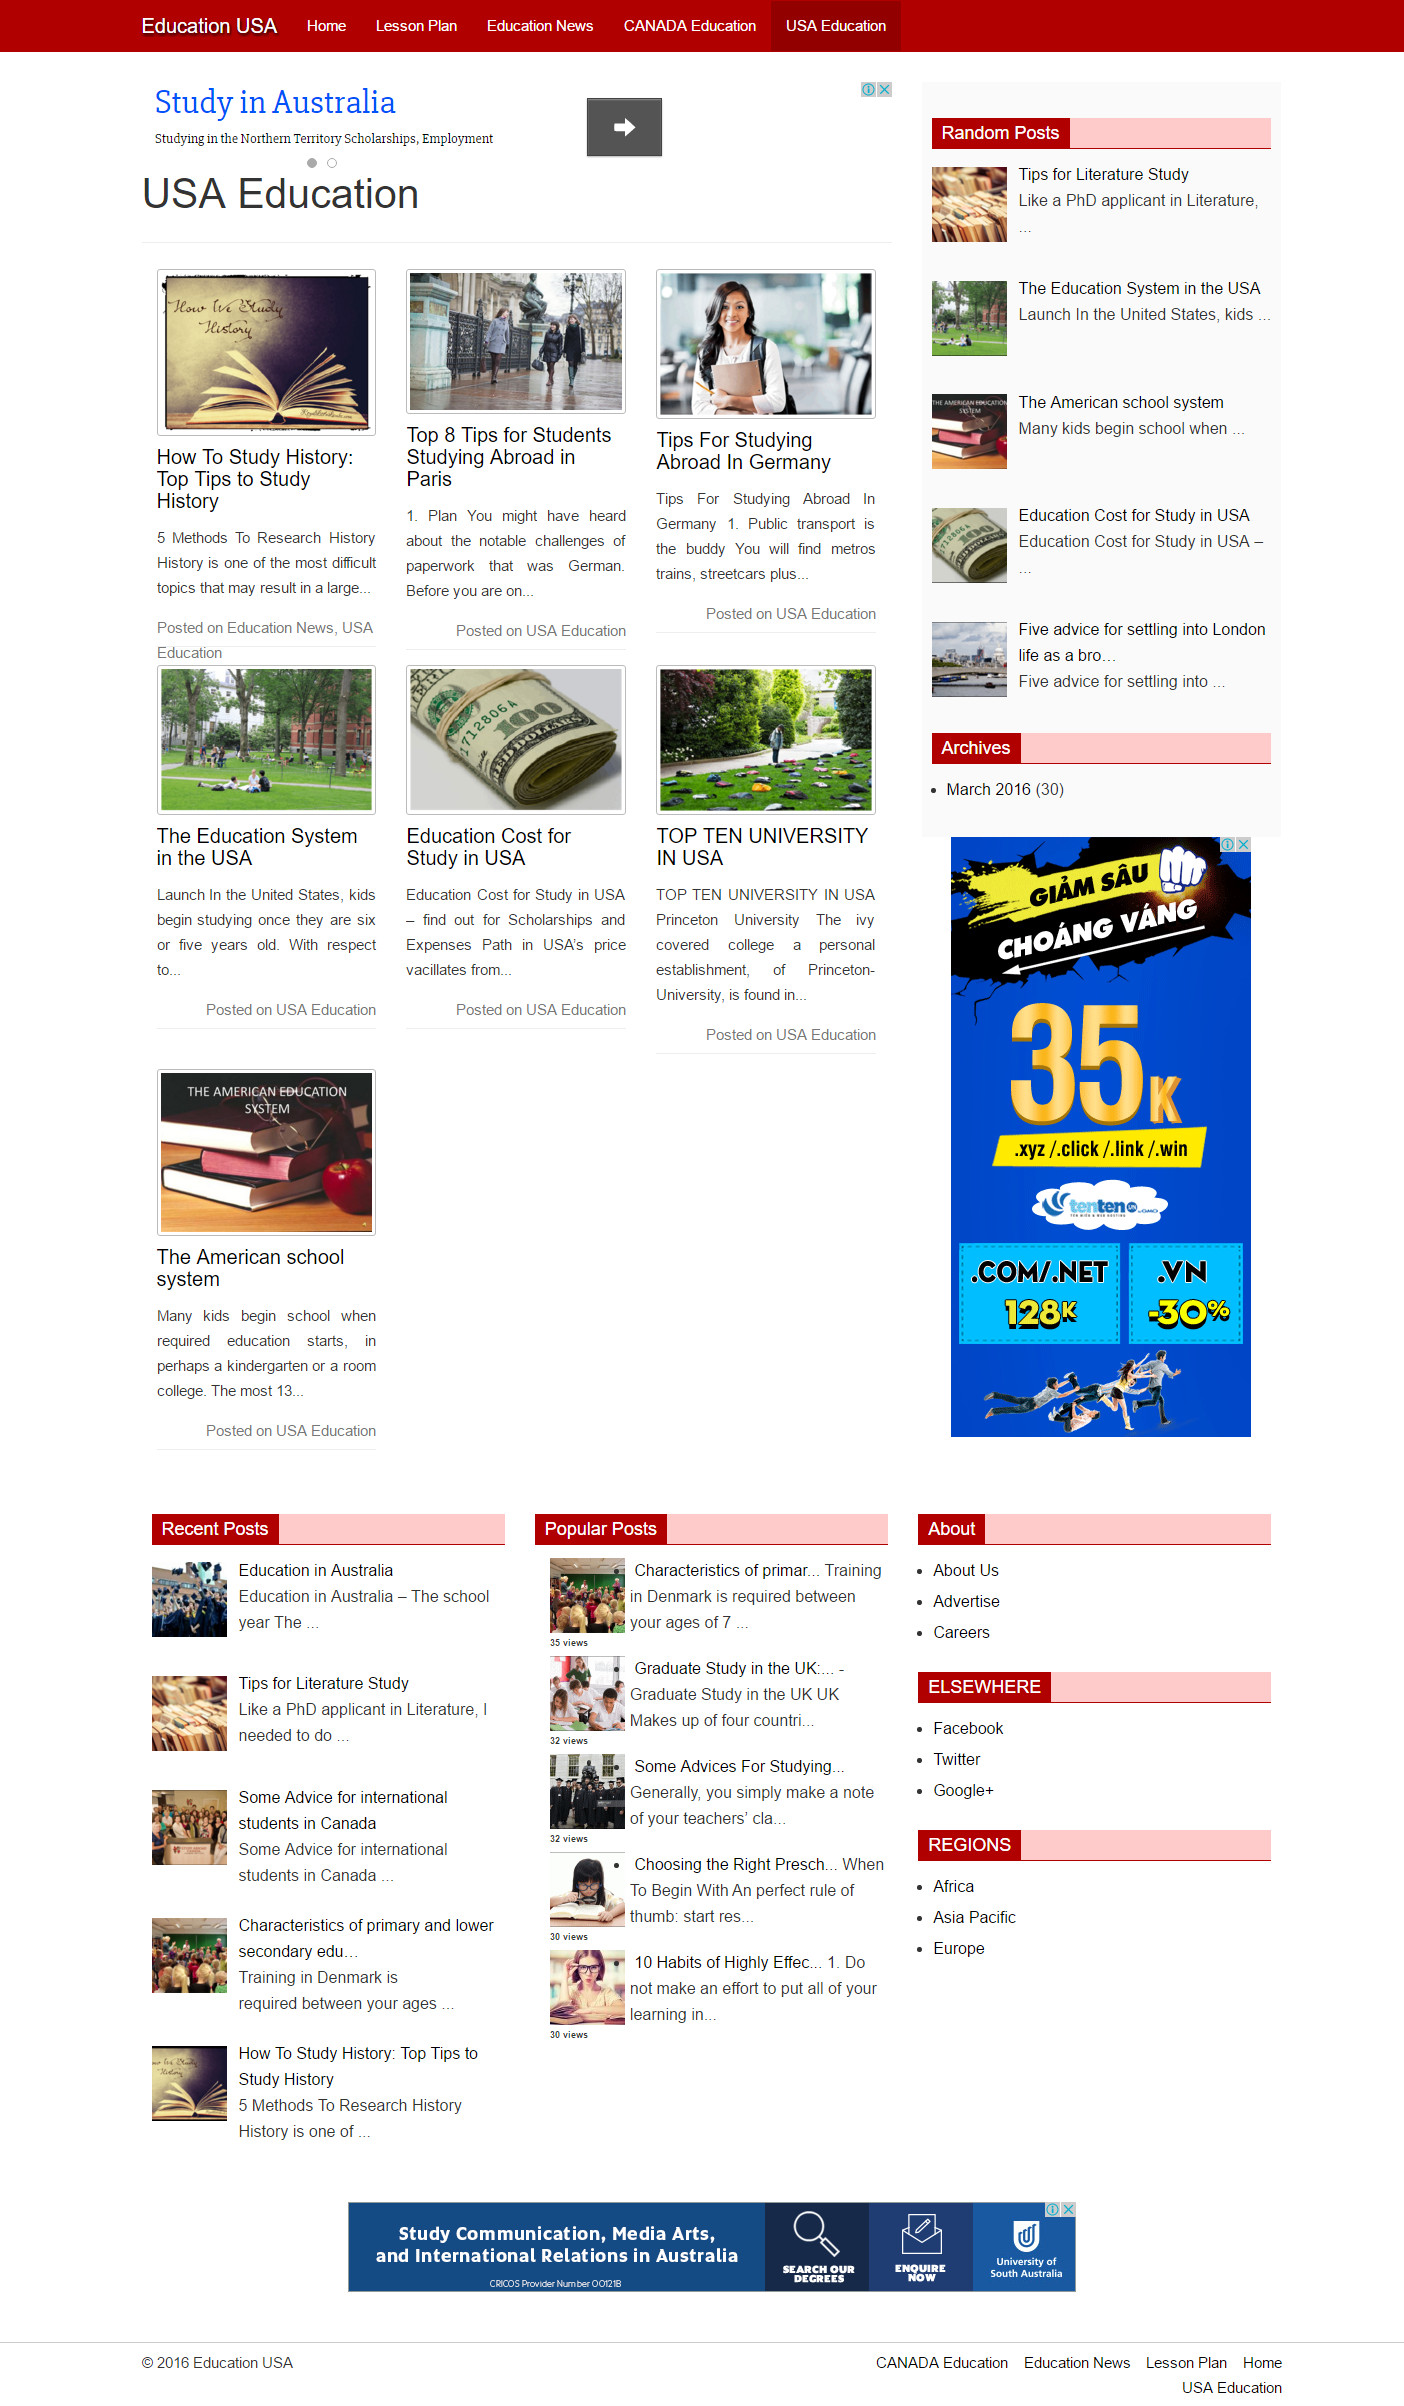 Education USA
Home
Lesson Plan
Education News
CANADA Education
USA Education
Study in Australia
Studying in the Northern Territory Scholarships, Employment
USA Education
How We Study
History
How To Study History:
Top Tips to Study
History
5 Methods To Research History
History is one of the most difficult
topics that may result in a large...
Posted on Education News, USA
Education
Top 8 Tips for Students
Studying Abroad in
Paris
1. Plan You might have heard
about the notable challenges of
paperwork that was German.
Before you are on...
Posted on USA Education
Tips For Studying
Abroad In Germany
Tips For Studying Abroad In
Germany 1. Public transport is
the buddy You will find metros
trains, streetcars plus...
Posted on USA Education
The Education System
in the USA
Launch In the United States, kids
begin studying once they are six
or five years old. With respect
to...
Posted on USA Education
712806A
100
Education Cost for
Study in USA
Education Cost for Study in USA
– find out for Scholarships and
Expenses Path in USA's price
vacillates from...
Posted on USA Education
TOP TEN UNIVERSITY
IN USA
TOP TEN UNIVERSITY IN USA
Princeton University The ivy
covered college a personal
establishment, of Princeton-
University, is found in...
Posted on USA Education
THE AMERICAN EDUCATION
SYSTEM
The American school
system
Many kids begin school when
required education starts, in
perhaps a kindergarten or a room
college. The most 13...
Posted on USA Education
Random Posts
Tips for Literature Study
Like a PhD applicant in Literature,
...
The Education System in the USA
Launch In the United States, kids ...
THE AMERICAN EDUCATION
SYSTEM
The American school system
Many kids begin school when ...
Education Cost for Study in USA
Education Cost for Study in USA –
...
Five advice for settling into London
life as a bro…
Five advice for settling into ...
Archives
March 2016 (30)
GIẢM SÂU
CHOÁNG VÁNG
35K
.xyz /.click /.link /.win
tenten
.COM/.NET
128K
.VN
-30%
Recent Posts
Education in Australia
Education in Australia – The school
year The ...
Tips for Literature Study
Like a PhD applicant in Literature, I
needed to do ...
Some Advice for international
students in Canada
Some Advice for international
students in Canada ...
Characteristics of primary and lower
secondary edu…
Training in Denmark is
required between your ages ...
How To Study History: Top Tips to
Study History
5 Methods To Research History
History is one of ...
Popular Posts
Characteristics of primar... Training
in Denmark is required between
your ages of 7 ...
35 views
Graduate Study in the UK:... -
Graduate Study in the UK UK
Makes up of four countri...
32 views
Some Advices For Studying...
Generally, you simply make a note
of your teachers' cla...
32 views
Choosing the Right Presch... When
To Begin With An perfect rule of
thumb: start res...
30 views
10 Habits of Highly Effec... 1. Do
not make an effort to put all of your
learning in...
30 views
About
About Us
Advertise
Careers
ELSEWHERE
Facebook
Twitter
Google+
REGIONS
Africa
Asia Pacific
Europe
Study Communication, Media Arts,
and International Relations in Australia
CRICOS Provider Number 00121B
SEARCH OUR
DEGREES
ENQUIRE
NOW
University of
South Australia
© 2016 Education USA
CANADA Education
Education News
Lesson Plan
Home
USA Education